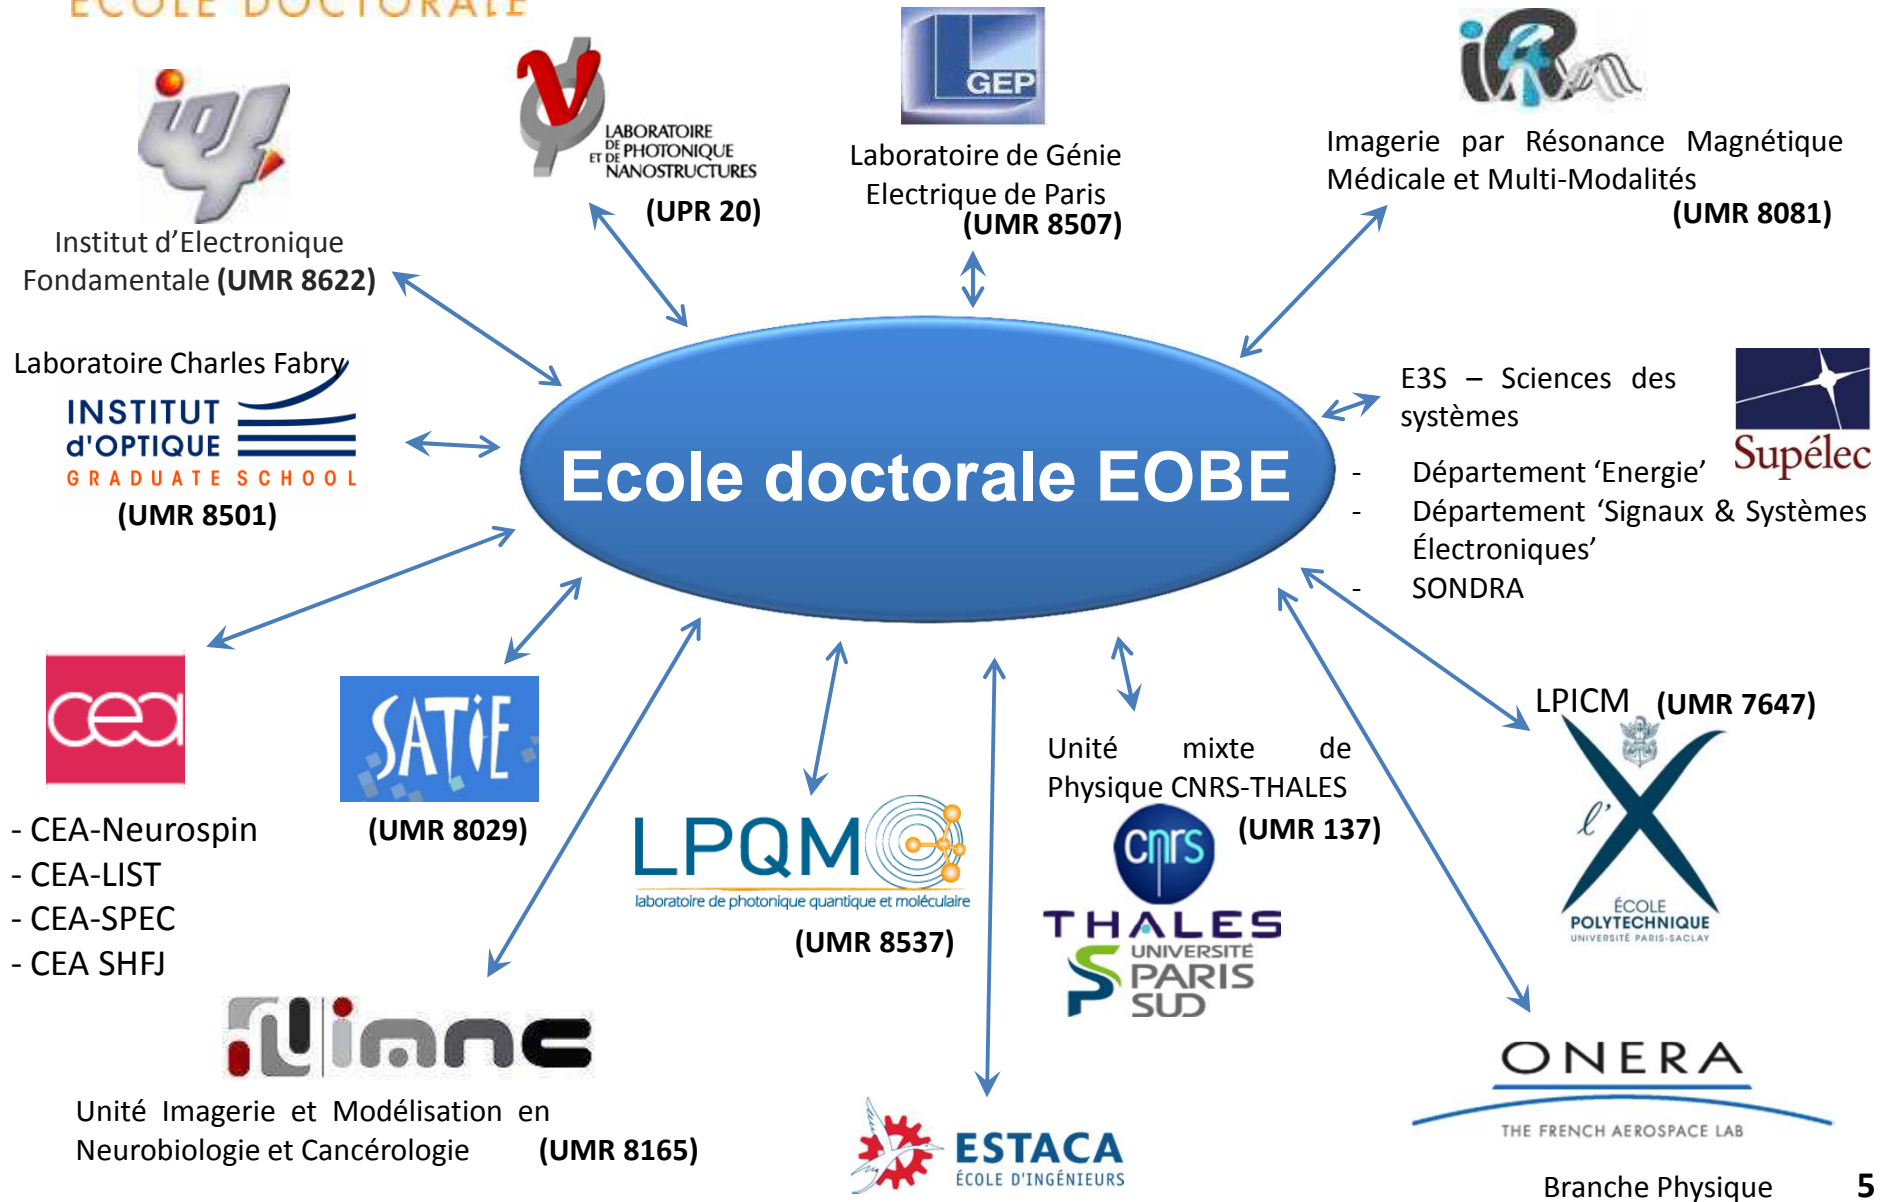 ECOLE DOCTORALE
LABORATOIRE
DE
ET DE PHOTONIQUE
NANOSTRUCTURES
(UPR 20)
LGEP
Laboratoire de Génie
Electrique de Paris
(UMR 8507)
Imagerie par Résonance Magnétique
Médicale et Multi-Modalités
(UMR 8081)
Institut d’Electronique
Fondamentale (UMR 8622)
Laboratoire Charles Fabry
INSTITUT
d'OPTIQUE
GRADUATE SCHOOL
(UMR 8501)
Ecole doctorale EOBE
E3S – Sciences des
systèmes
Supélec
- Département ‘Energie’
- Département ‘Signaux & Systèmes
Électroniques’
- SONDRA
cea
- CEA-Neurospin
- CEA-LIST
- CEA-SPEC
- CEA SHFJ
SATIE
(UMR 8029)
LPQM
laboratoire de photonique quantique et moléculaire
(UMR 8537)
Unité mixte de
Physique CNRS-THALES
(UMR 137)
cnrs
THALES
UNIVERSITÉ
PARIS
SUD
LPICM (UMR 7647)
l'X
ÉCOLE
POLYTECHNIQUE
UNIVERSITÉ PARIS-SACLAY
imnc
Unité Imagerie et Modélisation en
Neurobiologie et Cancérologie (UMR 8165)
ESTACA
ÉCOLE D'INGÉNIEURS
ONERA
THE FRENCH AEROSPACE LAB
Branche Physique 5